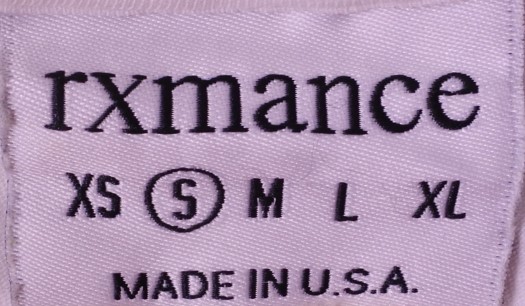 rxmance
XS S M L XL
MADE IN U.S.A.